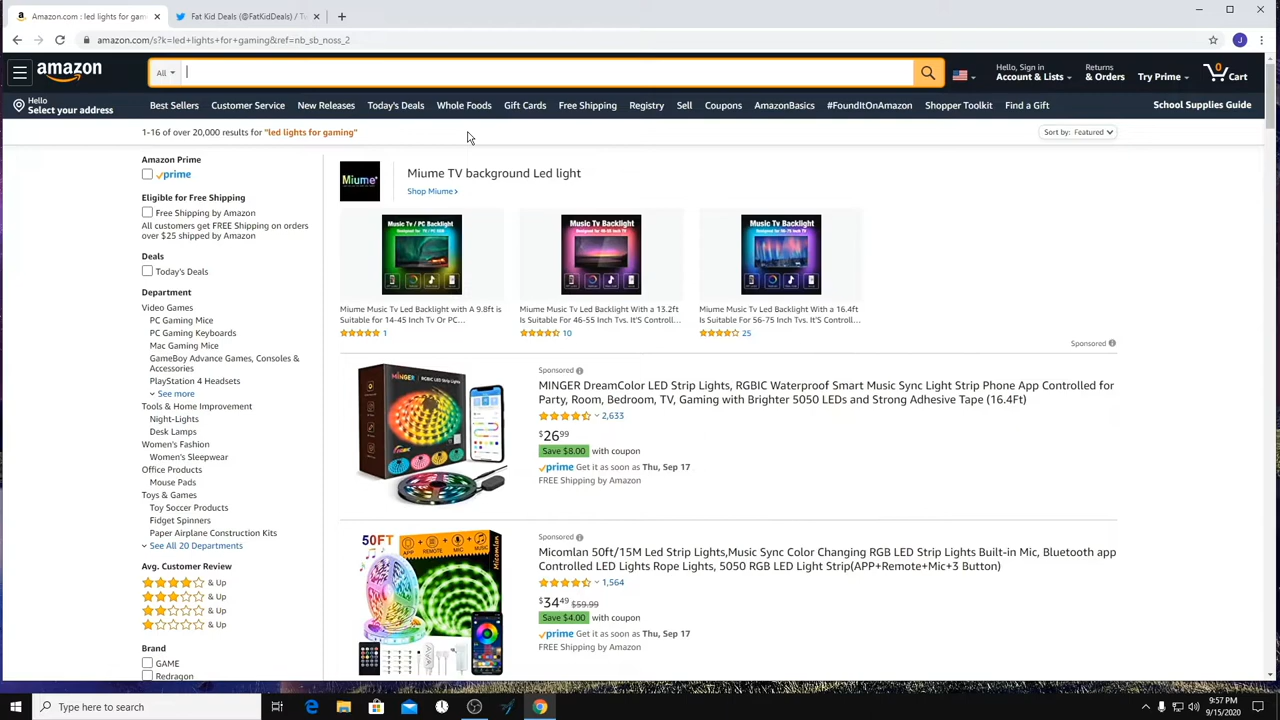 Amazon.com : led lights for gam
Fat Kid Deals (@FatKidDeals) / T
amazon.com/s?k=led+lights+for+gaming&ref=nb_sb_noss_2
J
amazon
All
Hello, Sign in
Account & Lists
Returns
& Orders
Try Prime
0
Cart
Hello
Select your address
Best Sellers Customer Service New Releases Today's Deals Whole Foods Gift Cards Free Shipping Registry Sell Coupons AmazonBasics #FoundItOnAmazon Shopper Toolkit Find a Gift School Supplies Guide
1-16 of over 20,000 results for "led lights for gaming"
Sort by: Featured
Amazon Prime
prime
Eligible for Free Shipping
Free Shipping by Amazon
All customers get FREE Shipping on orders
over $25 shipped by Amazon
Deals
Today's Deals
Department
Video Games
PC Gaming Mice
PC Gaming Keyboards
Mac Gaming Mice
GameBoy Advance Games, Consoles &
Accessories
PlayStation 4 Headsets
See more
Tools & Home Improvement
Night-Lights
Desk Lamps
Women's Fashion
Women's Sleepwear
Office Products
Mouse Pads
Toys & Games
Toy Soccer Products
Fidget Spinners
Paper Airplane Construction Kits
See All 20 Departments
Avg. Customer Review
& Up
& Up
& Up
& Up
Brand
GAME
Redragon
Miume
Miume TV background Led light
Shop Miume ›
Music Tv / PC Backlight
Music Tv Backlight
Music Tv Backlight
Miume Music Tv Led Backlight with A 9.8ft is
Suitable for 14-45 Inch Tv Or PC...
1
Miume Music Tv Led Backlight With a 13.2ft
Is Suitable For 46-55 Inch Tvs. It'S Controll...
10
Miume Music Tv Led Backlight With a 16.4ft
Is Suitable For 56-75 Inch Tvs. It'S Controll...
25
Sponsored
MINGER
Sponsored
MINGER DreamColor LED Strip Lights, RGBIC Waterproof Smart Music Sync Light Strip Phone App Controlled for
Party, Room, Bedroom, TV, Gaming with Brighter 5050 LEDs and Strong Adhesive Tape (16.4Ft)
2,633
$26 99
Save $8.00 with coupon
prime Get it as soon as Thu, Sep 17
FREE Shipping by Amazon
50FT
APP REMOTE MIC MUSIC
Sponsored
Micomlan 50ft/15M Led Strip Lights,Music Sync Color Changing RGB LED Strip Lights Built-in Mic, Bluetooth app
Controlled LED Lights Rope Lights, 5050 RGB LED Light Strip(APP+Remote+Mic+3 Button)
1,564
$34 49 $59.99
Save $4.00 with coupon
prime Get it as soon as Thu, Sep 17
FREE Shipping by Amazon
Type here to search
9:57 PM
9/15/2020